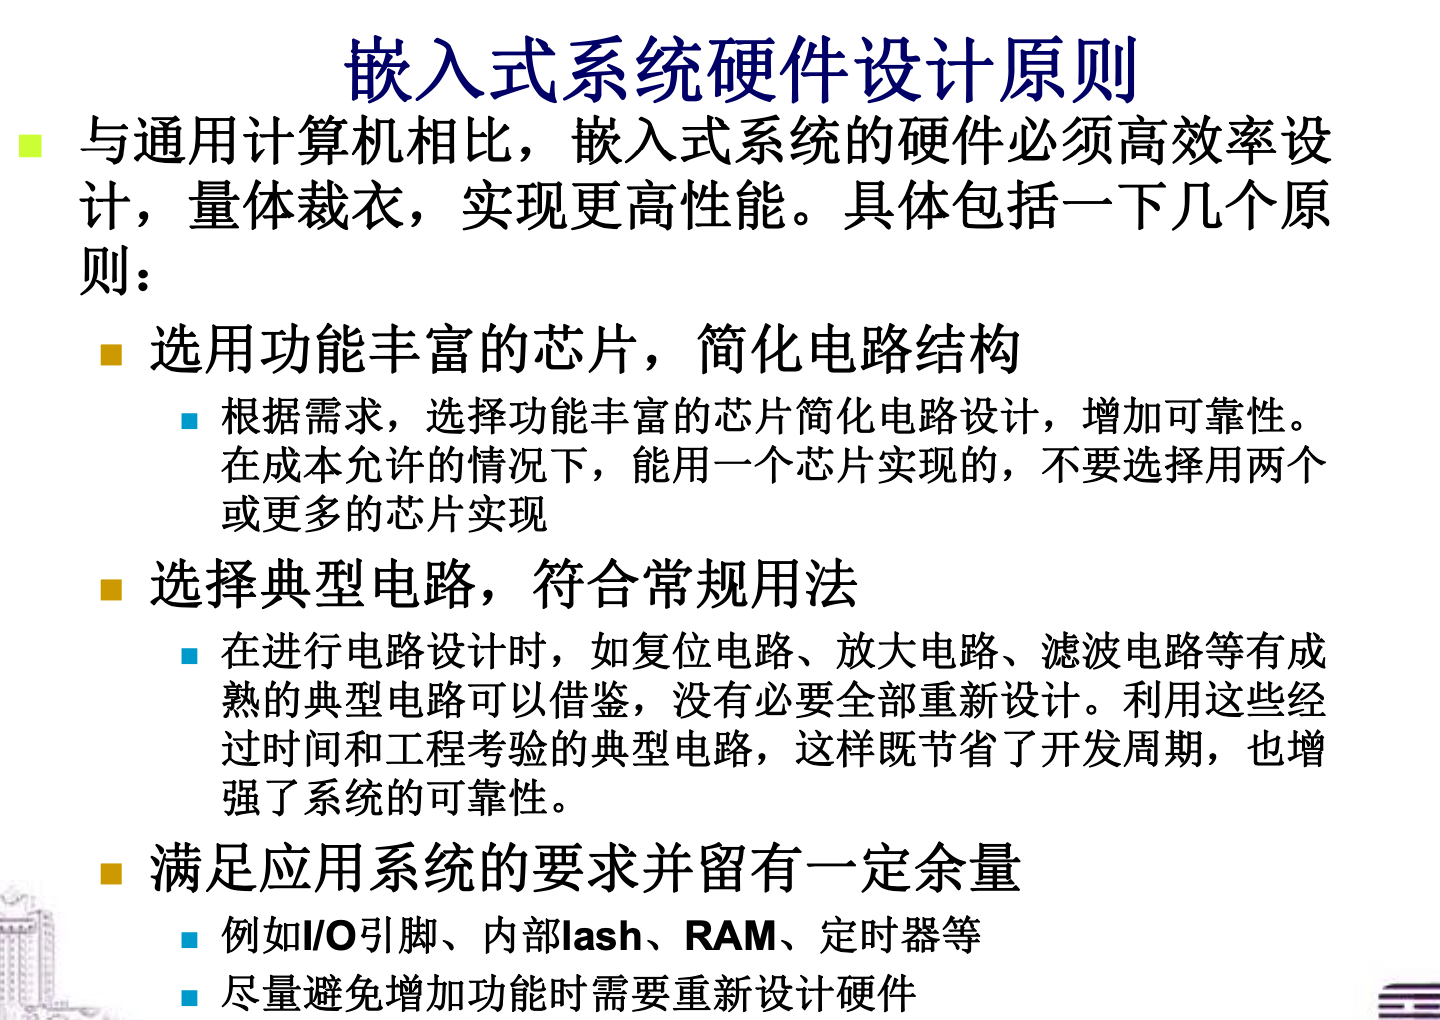 嵌入式系统硬件设计原则
与通用计算机相比，嵌入式系统的硬件必须高效率设
计，量体裁衣，实现更高性能。具体包括一下几个原
则：
选用功能丰富的芯片，简化电路结构
根据需求，选择功能丰富的芯片简化电路设计，增加可靠性。
在成本允许的情况下，能用一个芯片实现的，不要选择用两个
或更多的芯片实现
选择典型电路，符合常规用法
在进行电路设计时，如复位电路、放大电路、滤波电路等有成
熟的典型电路可以借鉴，没有必要全部重新设计。利用这些经
过时间和工程考验的典型电路，这样既节省了开发周期，也增
强了系统的可靠性。
满足应用系统的要求并留有一定余量
例如I/O引脚、内部lash、RAM、定时器等
尽量避免增加功能时需要重新设计硬件